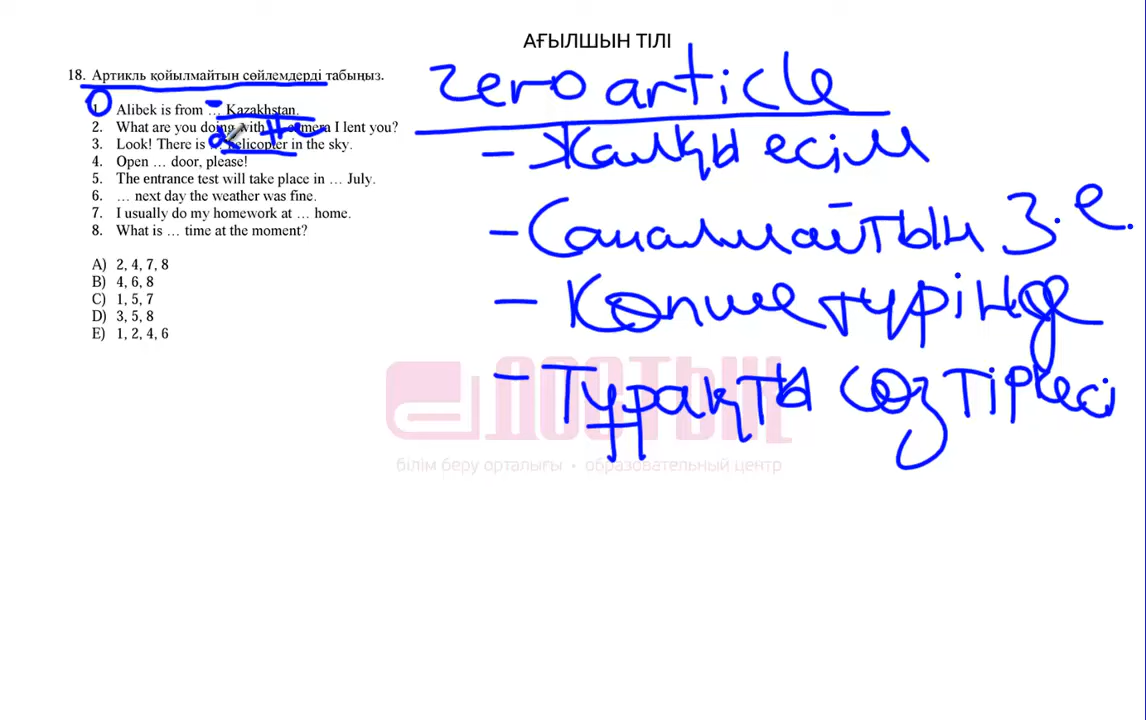 АҒЫЛШЫН ТІЛІ
18. Артикль қойылмайтын сөйлемдерді табыңыз.
1. Alibek is from … Kazakhstan.
2. What are you doing with … camera I lent you?
the
3. Look! There is … helicopter in the sky.
a
4. Open … door, please!
5. The entrance test will take place in … July.
6. … next day the weather was fine.
7. I usually do my homework at … home.
8. What is … time at the moment?
A) 2, 4, 7, 8
B) 4, 6, 8
C) 1, 5, 7
D) 3, 5, 8
E) 1, 2, 4, 6
zero article
- Жалқы есім
- Саналмайтын З.е.
- Көпше түрінде
- Тұрақты сөз тіркесі
ДОСТЫҚ
білім беру орталығы • образовательный центр